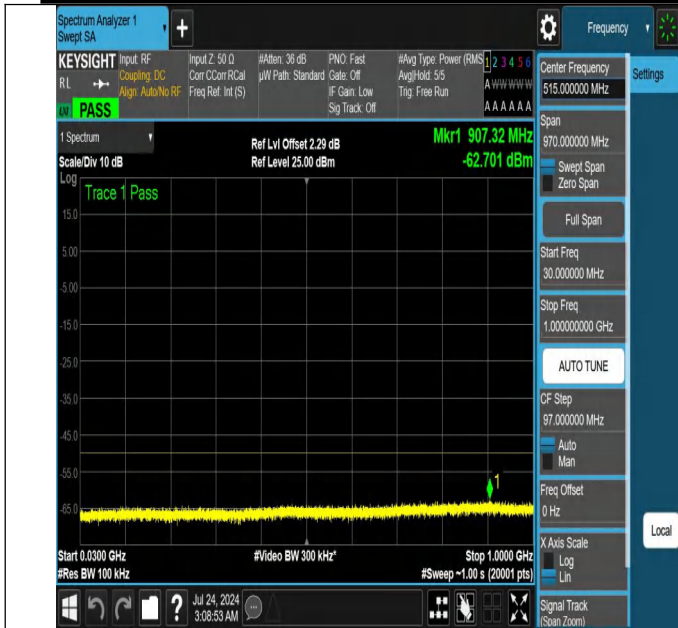 Spectrum Analyzer 1
Swept SA
+
Frequency
KEYSIGHT
RL
PASS
Input: RF
Coupling: DC
Align: Auto/No RF
Input Z: 50 Ω
Corr CCorr RCal
Freq Ref: Int (S)
#Atten: 36 dB
µW Path: Standard
PNO: Fast
Gate: Off
IF Gain: Low
Sig Track: Off
#Avg Type: Power (RMS
Avg|Hold: 5/5
Trig: Free Run
1 2 3 4 5 6
A W W W W W
A A A A A A
Center Frequency
515.000000 MHz
Settings
1 Spectrum
Scale/Div 10 dB
Ref Lvl Offset 2.29 dB
Ref Level 25.00 dBm
Mkr1 907.32 MHz
-62.701 dBm
Log
Trace 1 Pass
15.0
5.00
-5.00
-15.0
-25.0
-35.0
-45.0
-55.0
-65.0
1
Start 0.0300 GHz
#Res BW 100 kHz
#Video BW 300 kHz*
Stop 1.0000 GHz
#Sweep ~1.00 s (20001 pts)
Span
970.000000 MHz
Swept Span
Zero Span
Full Span
Start Freq
30.000000 MHz
Stop Freq
1.000000000 GHz
AUTO TUNE
CF Step
97.000000 MHz
Auto
Man
Freq Offset
0 Hz
X Axis Scale
Log
Lin
Signal Track
(Span Zoom)
Local
?
Jul 24, 2024
3:08:53 AM